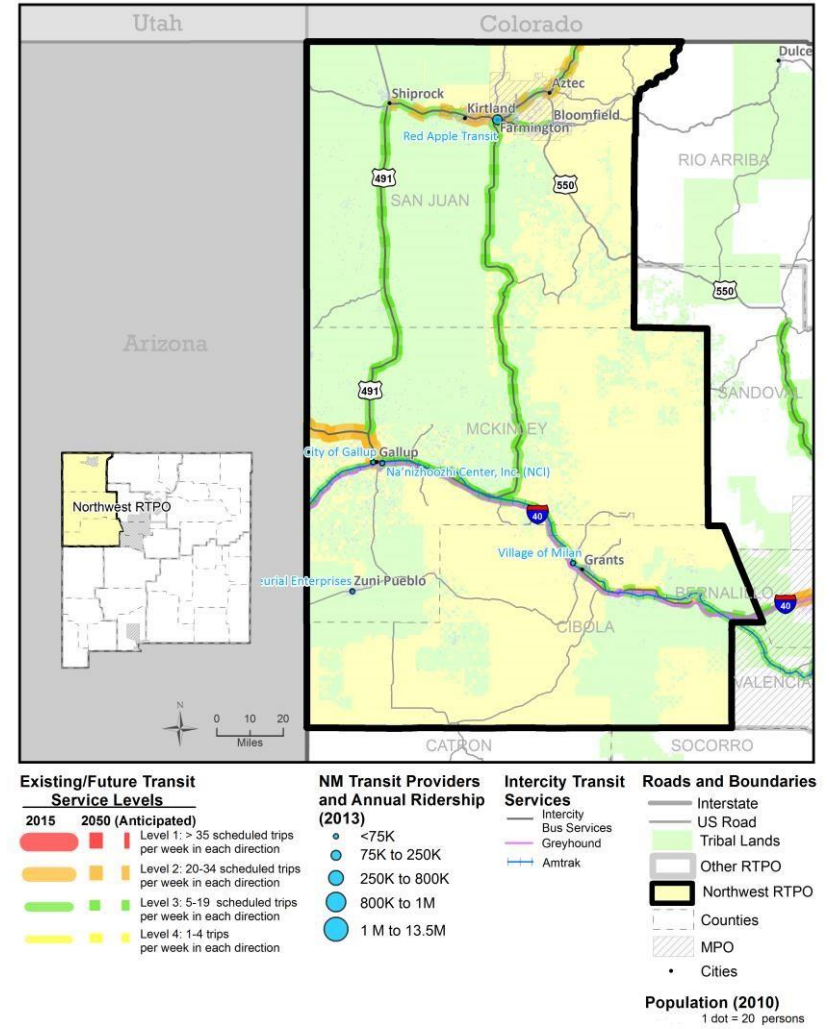 Utah
Colorado
Dulce
Aztec
Shiprock
Kirtland
Bloomfield
Farmington
Red Apple Transit
RIO ARRIBA
491
550
SAN JUAN
550
Arizona
SANDOVAL
491
MCKINLEY
City of Gallup Gallup
Na'nizhoozhi Center, Inc. (NCI)
Northwest RTPO
40
Village of Milan
Grants
eurial Enterprises Zuni Pueblo
BERNALILLO
40
CIBOLA
VALENCIA
N
0 10 20
Miles
CATRON
SOCORRO
Existing/Future Transit
Service Levels
2015 2050 (Anticipated)
Level 1: > 35 scheduled trips
per week in each direction
Level 2: 20-34 scheduled trips
per week in each direction
Level 3: 5-19 scheduled trips
per week in each direction
Level 4: 1-4 trips
per week in each direction
NM Transit Providers
and Annual Ridership
(2013)
<75K
75K to 250K
250K to 800K
800K to 1M
1 M to 13.5M
Intercity Transit
Services
Intercity
Bus Services
Greyhound
Amtrak
Roads and Boundaries
Interstate
US Road
Tribal Lands
Other RTPO
Northwest RTPO
Counties
MPO
Cities
Population (2010)
1 dot = 20 persons